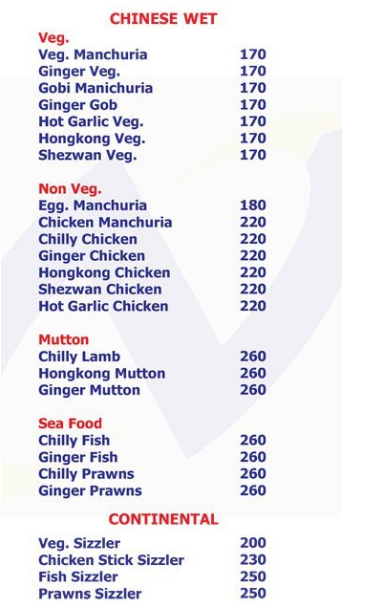 CHINESE WET
Veg.
Veg. Manchuria 170
Ginger Veg. 170
Gobi Manichuria 170
Ginger Gob 170
Hot Garlic Veg. 170
Hongkong Veg. 170
Shezwan Veg. 170
Non Veg.
Egg. Manchuria 180
Chicken Manchuria 220
Chilly Chicken 220
Ginger Chicken 220
Hongkong Chicken 220
Shezwan Chicken 220
Hot Garlic Chicken 220
Mutton
Chilly Lamb 260
Hongkong Mutton 260
Ginger Mutton 260
Sea Food
Chilly Fish 260
Ginger Fish 260
Chilly Prawns 260
Ginger Prawns 260
CONTINENTAL
Veg. Sizzler 200
Chicken Stick Sizzler 230
Fish Sizzler 250
Prawns Sizzler 250